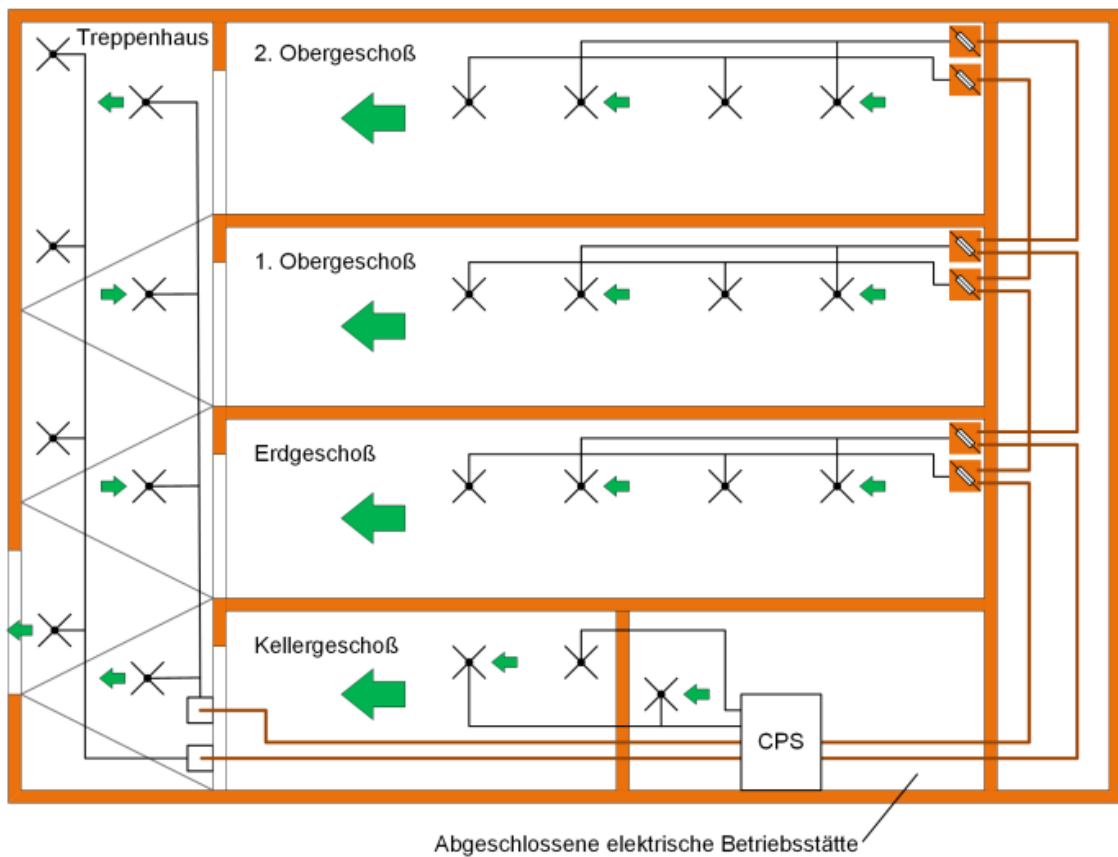 Treppenhaus
2. Obergeschoß
1. Obergeschoß
Erdgeschoß
Kellergeschoß
CPS
Abgeschlossene elektrische Betriebsstätte